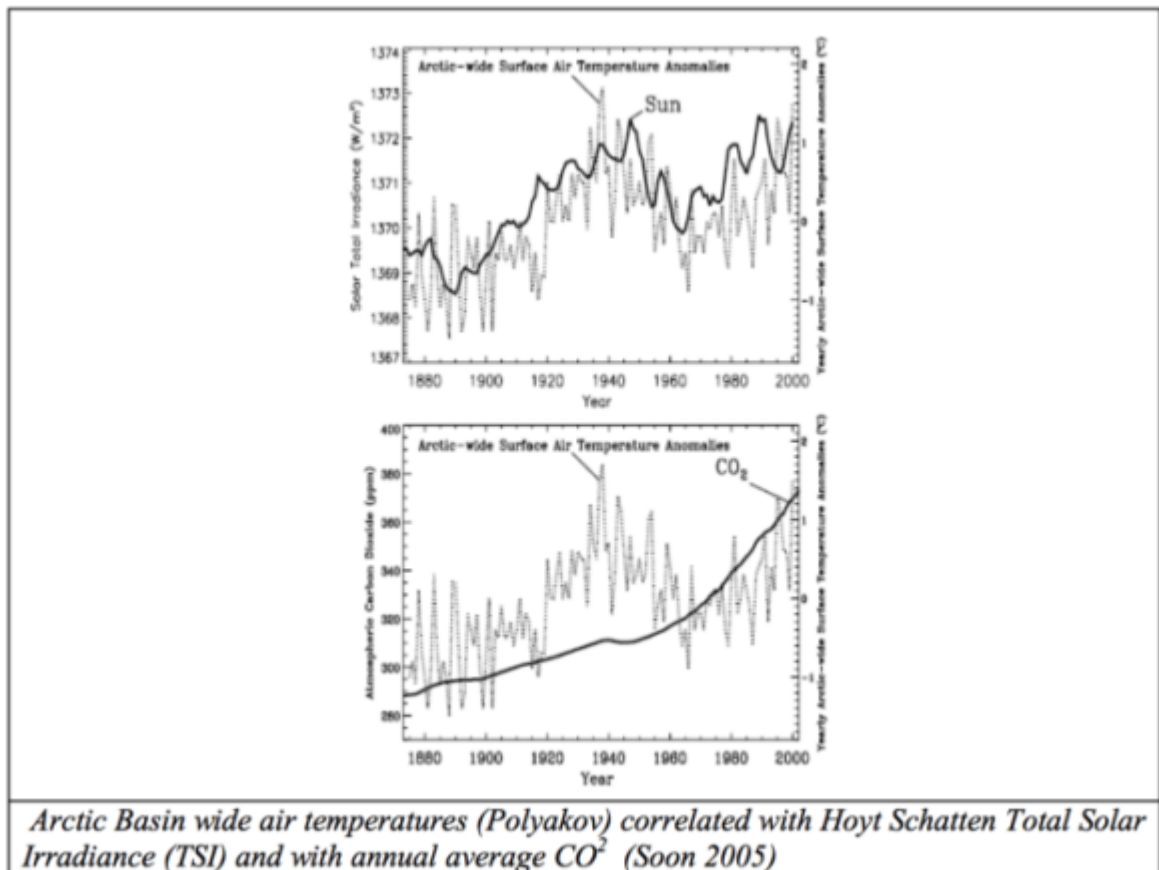 Arctic-wide Surface Air Temperature Anomalies
Sun
Solar Total Irradiance (W/m²)
1374
1373
1372
1371
1370
1369
1368
1367
Yearly Arctic-wide Surface Temperature Anomalies (°C)
2
1
0
-1
1880 1900 1920 1940 1960 1980 2000
Year
Arctic-wide Surface Air Temperature Anomalies
CO₂
Atmospheric Carbon Dioxide (ppm)
400
380
360
340
320
300
280
Yearly Arctic-wide Surface Temperature Anomalies (°C)
2
1
0
-1
1880 1900 1920 1940 1960 1980 2000
Year
Arctic Basin wide air temperatures (Polyakov) correlated with Hoyt Schatten Total Solar
Irradiance (TSI) and with annual average CO² (Soon 2005)